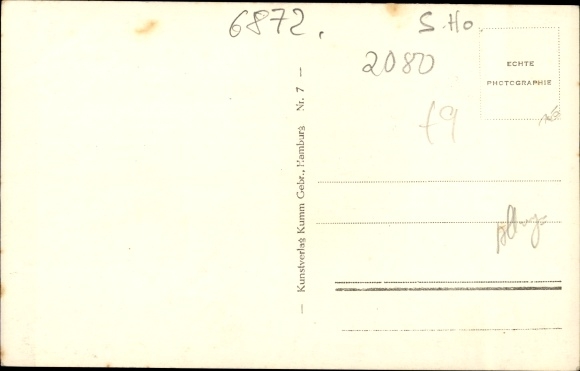 6872.
S.Ho
2080
ECHTE
PHOTOGRAPHIE
— Kunstverlag Kumm Gebr., Hamburg Nr. 7 —